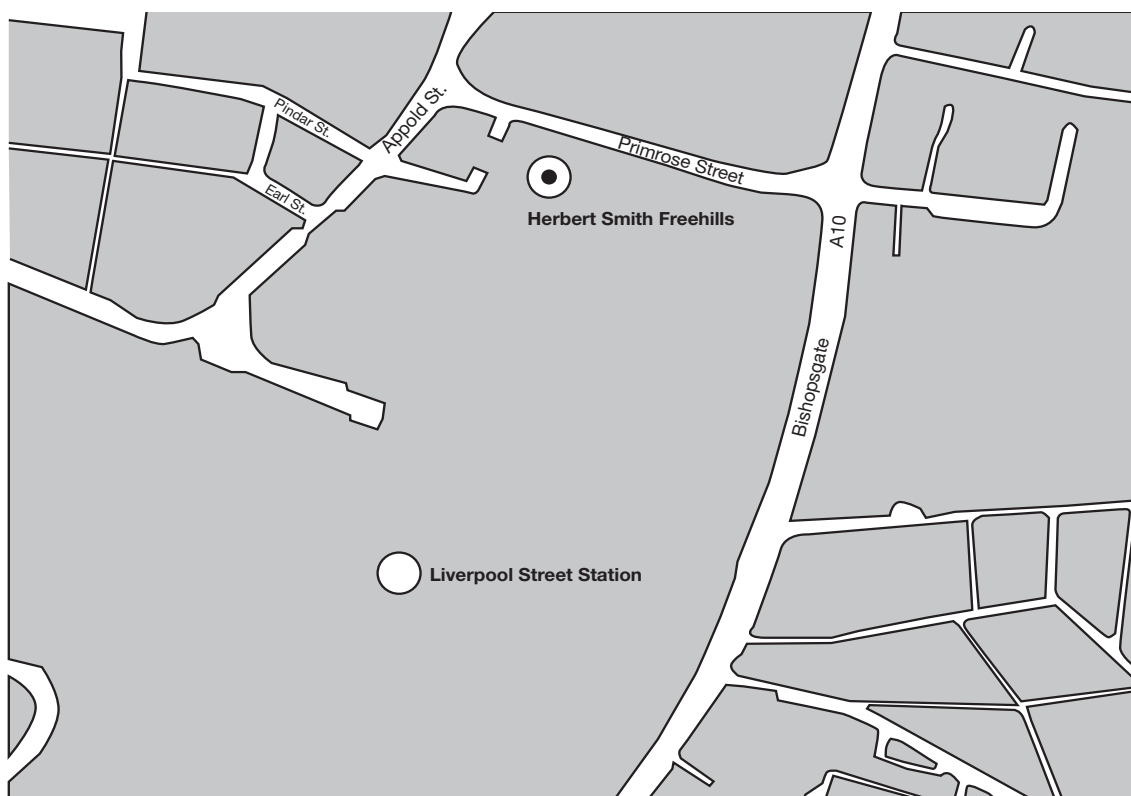 Appold St.
Pindar St.
Primrose Street
Earl St.
Herbert Smith Freehills
A10
Bishopsgate
Liverpool Street Station